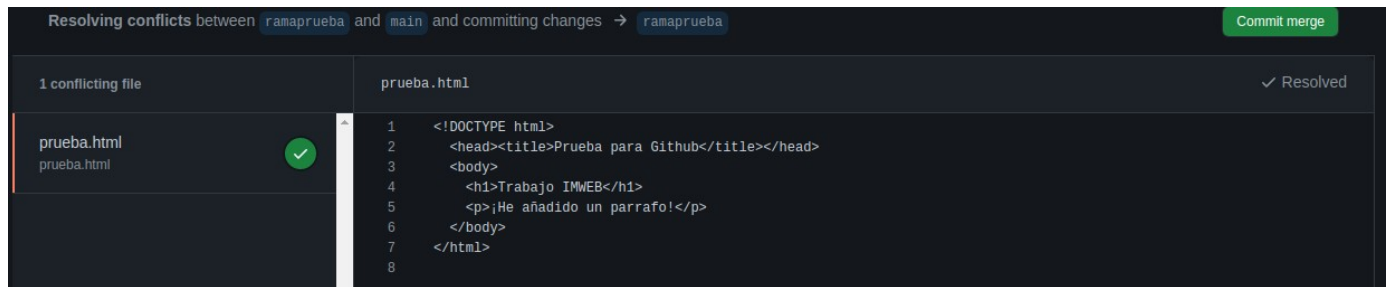 Resolving conflicts between ramaprueba and main and committing changes → ramaprueba
Commit merge
1 conflicting file
prueba.html
✓ Resolved
prueba.html
prueba.html
1 <!DOCTYPE html>
2 <head><title>Prueba para Github</title></head>
3 <body>
4 <h1>Trabajo IMWEB</h1>
5 <p>¡He añadido un parrafo!</p>
6 </body>
7 </html>
8